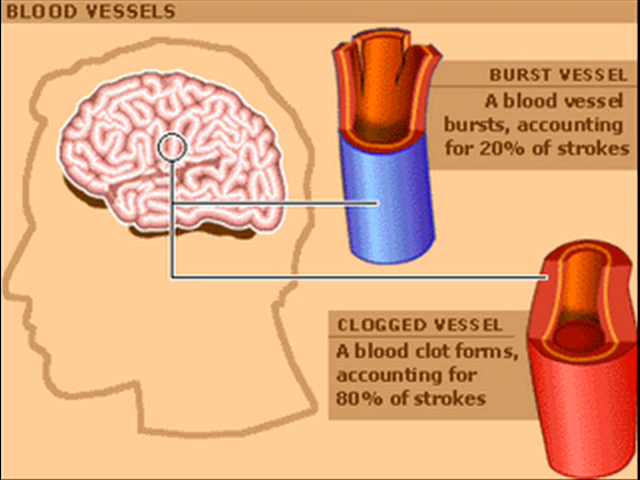 BLOOD VESSELS
BURST VESSEL
A blood vessel
bursts, accounting
for 20% of strokes
CLOGGED VESSEL
A blood clot forms,
accounting for
80% of strokes